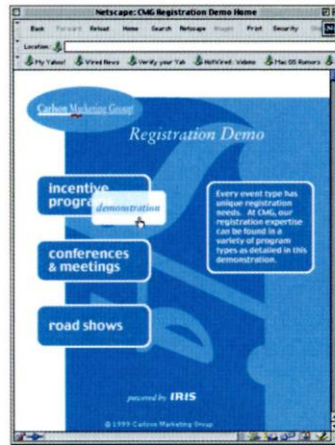 Netscape: CMG Registration Demo Home
Back Forward Reload Home Search Netscape Images Print Security
Location:
My Yahoo! Wired News Verify your Yah HotWired: Webmo Mac OS Rumors
Carlson Marketing Group
Registration Demo
incentive
programs
demonstration
Every event type has
unique registration
needs. At CMG, our
registration expertise
can be found in a
variety of program
types as detailed in this
demonstration.
conferences
& meetings
road shows
powered by IRIS
© 1999 Carlson Marketing Group